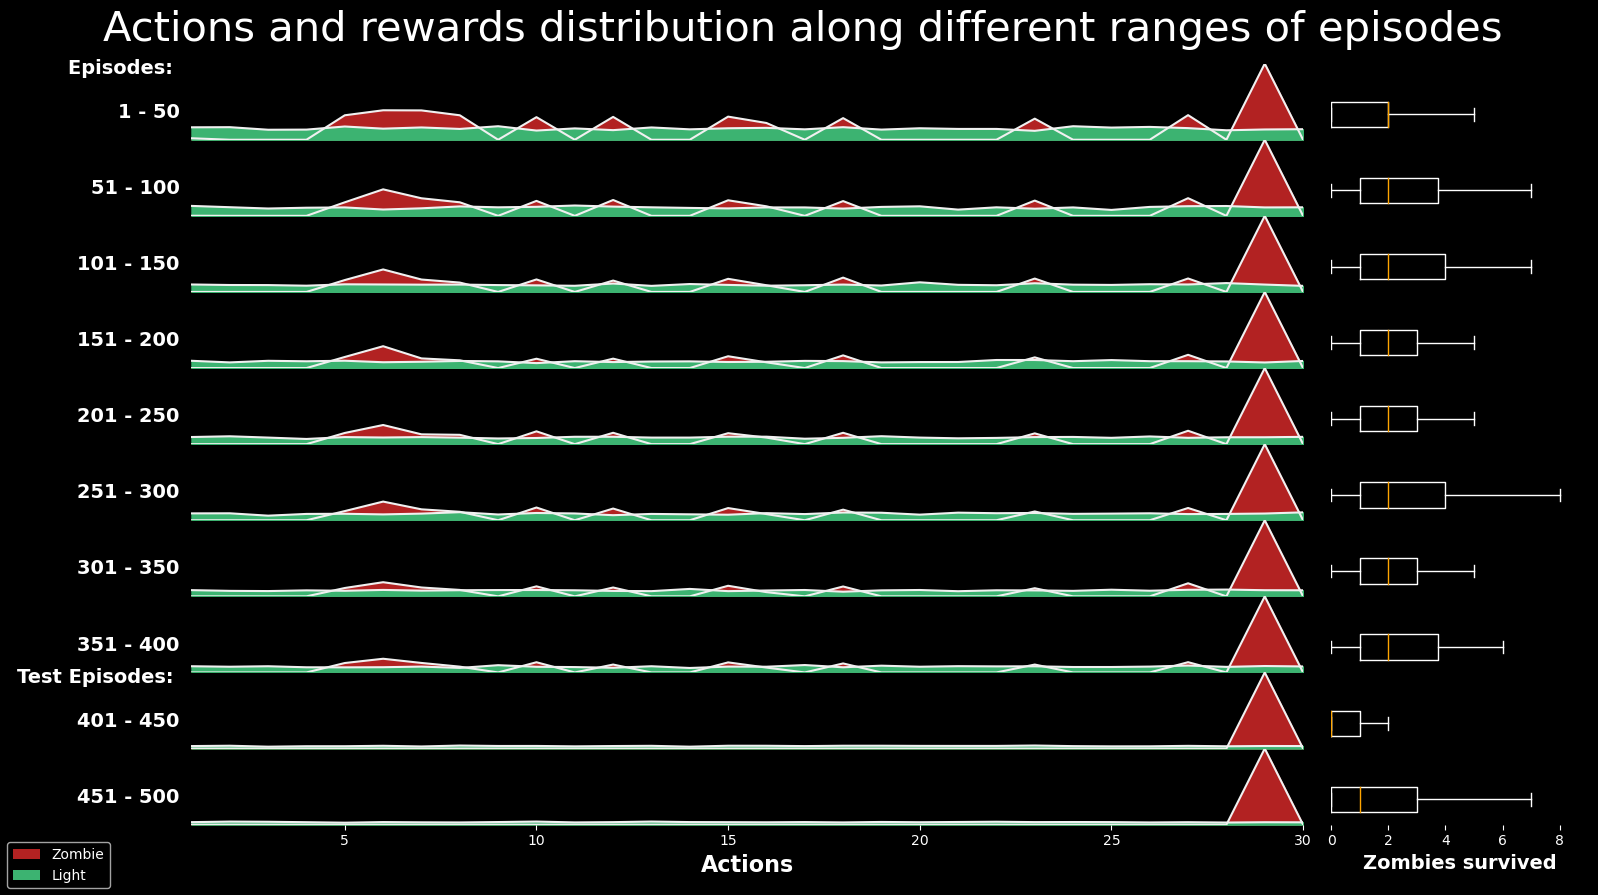 Actions and rewards distribution along different ranges of episodes
Episodes:
1 - 50
51 - 100
101 - 150
151 - 200
201 - 250
251 - 300
301 - 350
351 - 400
Test Episodes:
401 - 450
451 - 500
5 10 15 20 25 30
0 2 4 6 8
Actions
Zombies survived
Zombie
Light